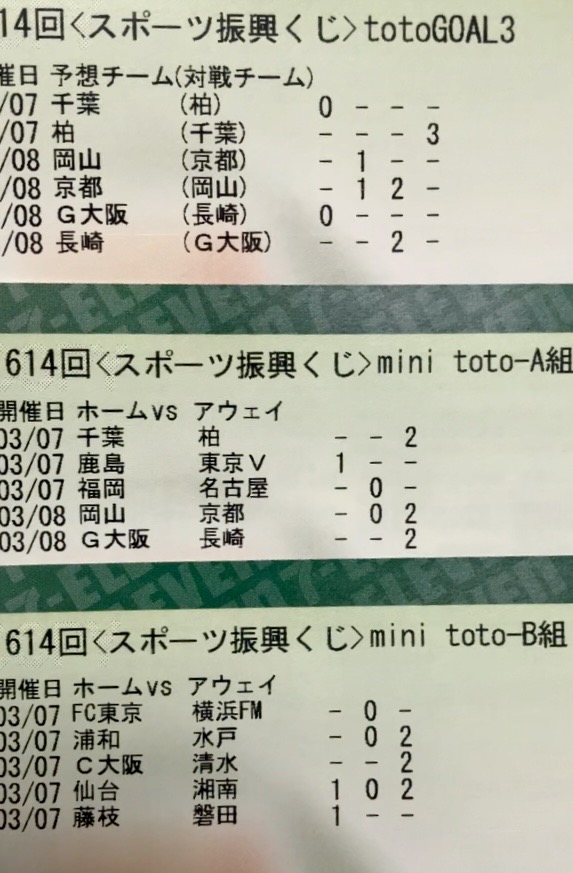 14回<スポーツ振興くじ>totoGOAL3
催日 予想チーム(対戦チーム)
/07 千葉 (柏) 0 - - -
/07 柏 (千葉) - - - 3
/08 岡山 (京都) - 1 - -
/08 京都 (岡山) - 1 2 -
/08 G大阪 (長崎) 0 - - -
/08 長崎 (G大阪) - - 2 -
7-ELEVEN
614回<スポーツ振興くじ>mini toto-A組
開催日 ホームvs アウェイ
03/07 千葉 柏 - - 2
03/07 鹿島 東京V 1 - -
03/07 福岡 名古屋 - 0 -
03/08 岡山 京都 - 0 2
03/08 G大阪 長崎 - - 2
7-ELEVEN
614回<スポーツ振興くじ>mini toto-B組
開催日 ホームvs アウェイ
03/07 FC東京 横浜FM - 0 -
03/07 浦和 水戸 - 0 2
03/07 C大阪 清水 - - 2
03/07 仙台 湘南 1 0 2
03/07 藤枝 磐田 1 - -